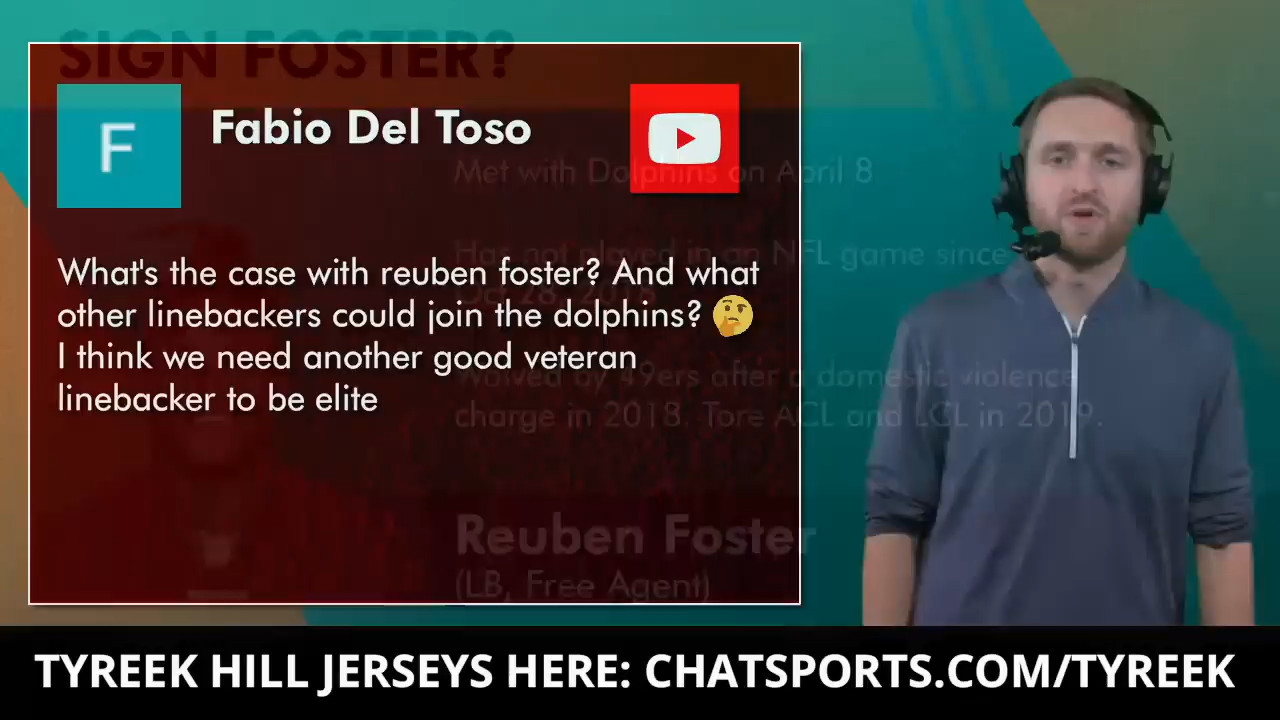 SIGN FOSTER?
F
Fabio Del Toso
What's the case with reuben foster? And what
other linebackers could join the dolphins? 🤔
I think we need another good veteran
linebacker to be elite
Met with Dolphins on April 8
Has not played in an NFL game since
Oct 28, 2018
Waived by 49ers after a domestic violence
charge in 2018. Tore ACL and LCL in 2019.
Reuben Foster
(LB, Free Agent)
TYREEK HILL JERSEYS HERE: CHATSPORTS.COM/TYREEK